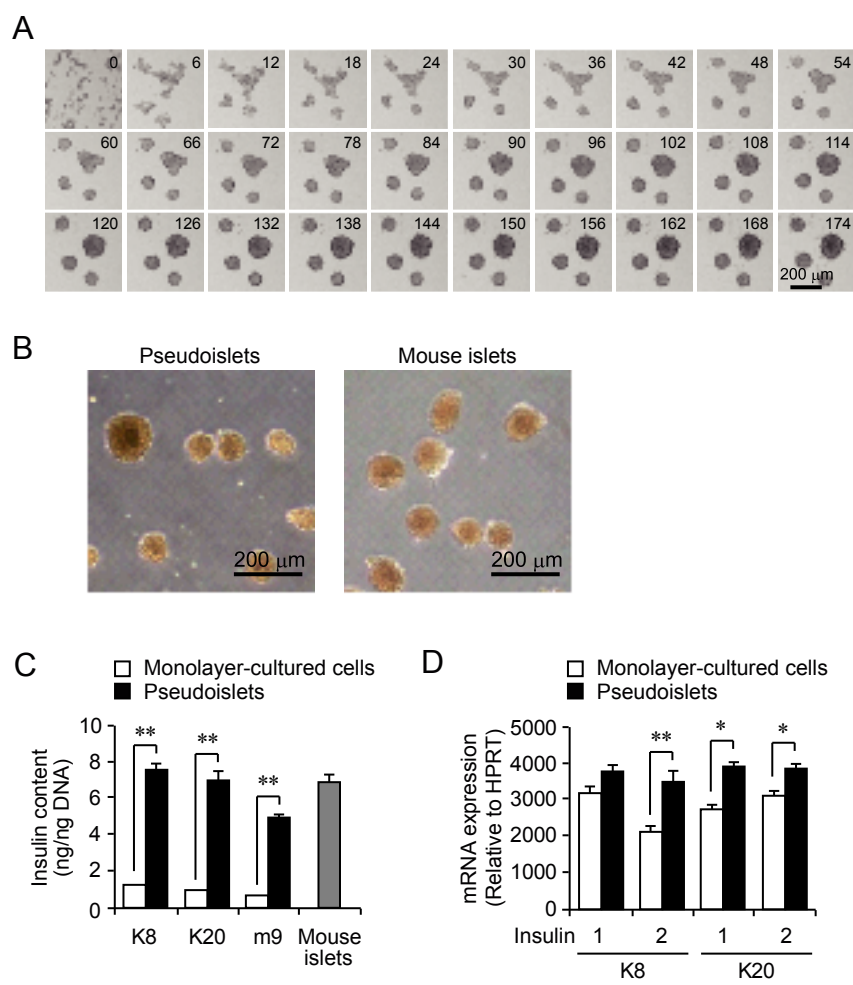 A
0 6 12 18 24 30 36 42 48 54
60 66 72 78 84 90 96 102 108 114
120 126 132 138 144 150 156 162 168 174
200 μm
B
Pseudoislets
Mouse islets
200 μm
200 μm
C
Monolayer-cultured cells
Pseudoislets
Insulin content
(ng/ng DNA)
10
8
6
4
2
0
**
**
**
K8 K20 m9 Mouse
islets
D
Monolayer-cultured cells
Pseudoislets
mRNA expression
(Relative to HPRT)
5000
4000
3000
2000
1000
0
**
*
*
Insulin 1 2 1 2
K8 K20